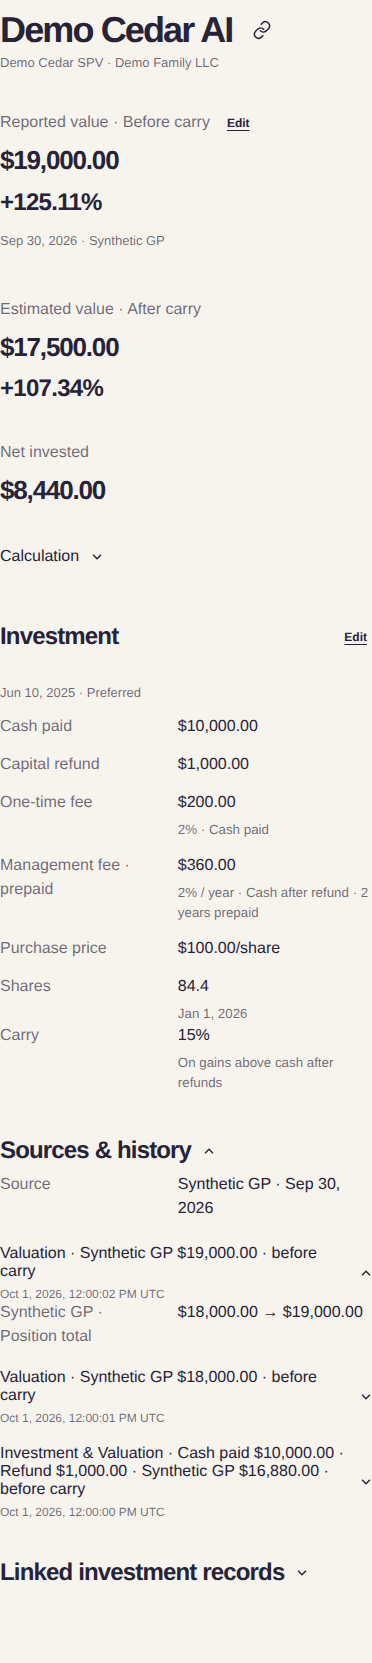 Demo Cedar AI
Demo Cedar SPV · Demo Family LLC
Reported value · Before carry Edit
$19,000.00
+125.11%
Sep 30, 2026 · Synthetic GP
Estimated value · After carry
$17,500.00
+107.34%
Net invested
$8,440.00
Calculation
Investment Edit
Jun 10, 2025 · Preferred
Cash paid $10,000.00
Capital refund $1,000.00
One-time fee $200.00
2% · Cash paid
Management fee · $360.00
prepaid
2% / year · Cash after refund · 2
years prepaid
Purchase price $100.00/share
Shares 84.4
Jan 1, 2026
Carry 15%
On gains above cash after
refunds
Sources & history
Source Synthetic GP · Sep 30,
2026
Valuation · Synthetic GP $19,000.00 · before
carry
Oct 1, 2026, 12:00:02 PM UTC
Synthetic GP · $18,000.00 → $19,000.00
Position total
Valuation · Synthetic GP $18,000.00 · before
carry
Oct 1, 2026, 12:00:01 PM UTC
Investment & Valuation · Cash paid $10,000.00 ·
Refund $1,000.00 · Synthetic GP $16,880.00 ·
before carry
Oct 1, 2026, 12:00:00 PM UTC
Linked investment records